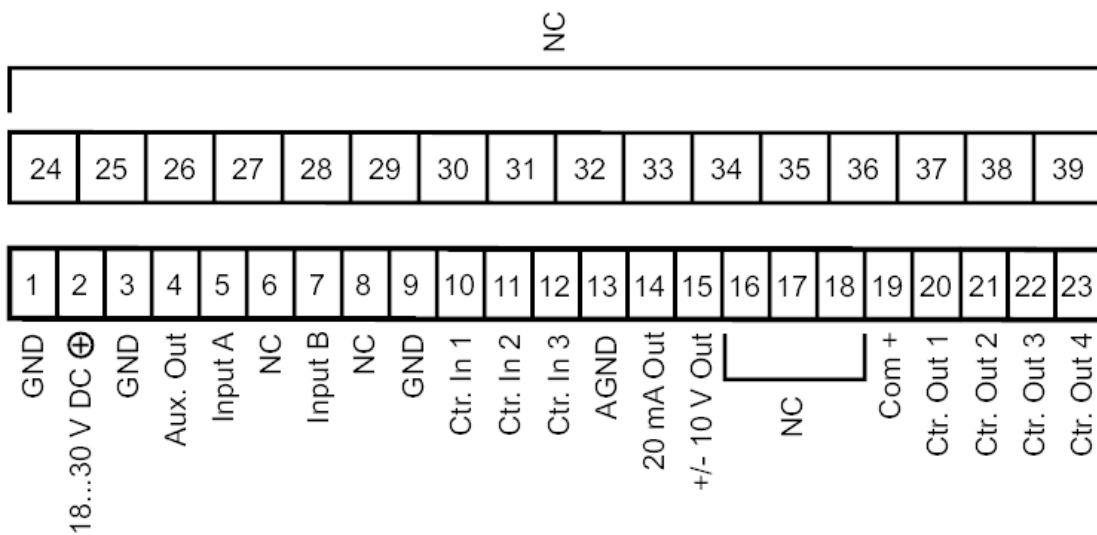 NC
24 25 26 27 28 29 30 31 32 33 34 35 36 37 38 39
1 2 3 4 5 6 7 8 9 10 11 12 13 14 15 16 17 18 19 20 21 22 23
GND
18...30 V DC ⊕
GND
Aux. Out
Input A
NC
Input B
NC
GND
Ctr. In 1
Ctr. In 2
Ctr. In 3
AGND
20 mA Out
+/- 10 V Out
NC
Com +
Ctr. Out 1
Ctr. Out 2
Ctr. Out 3
Ctr. Out 4